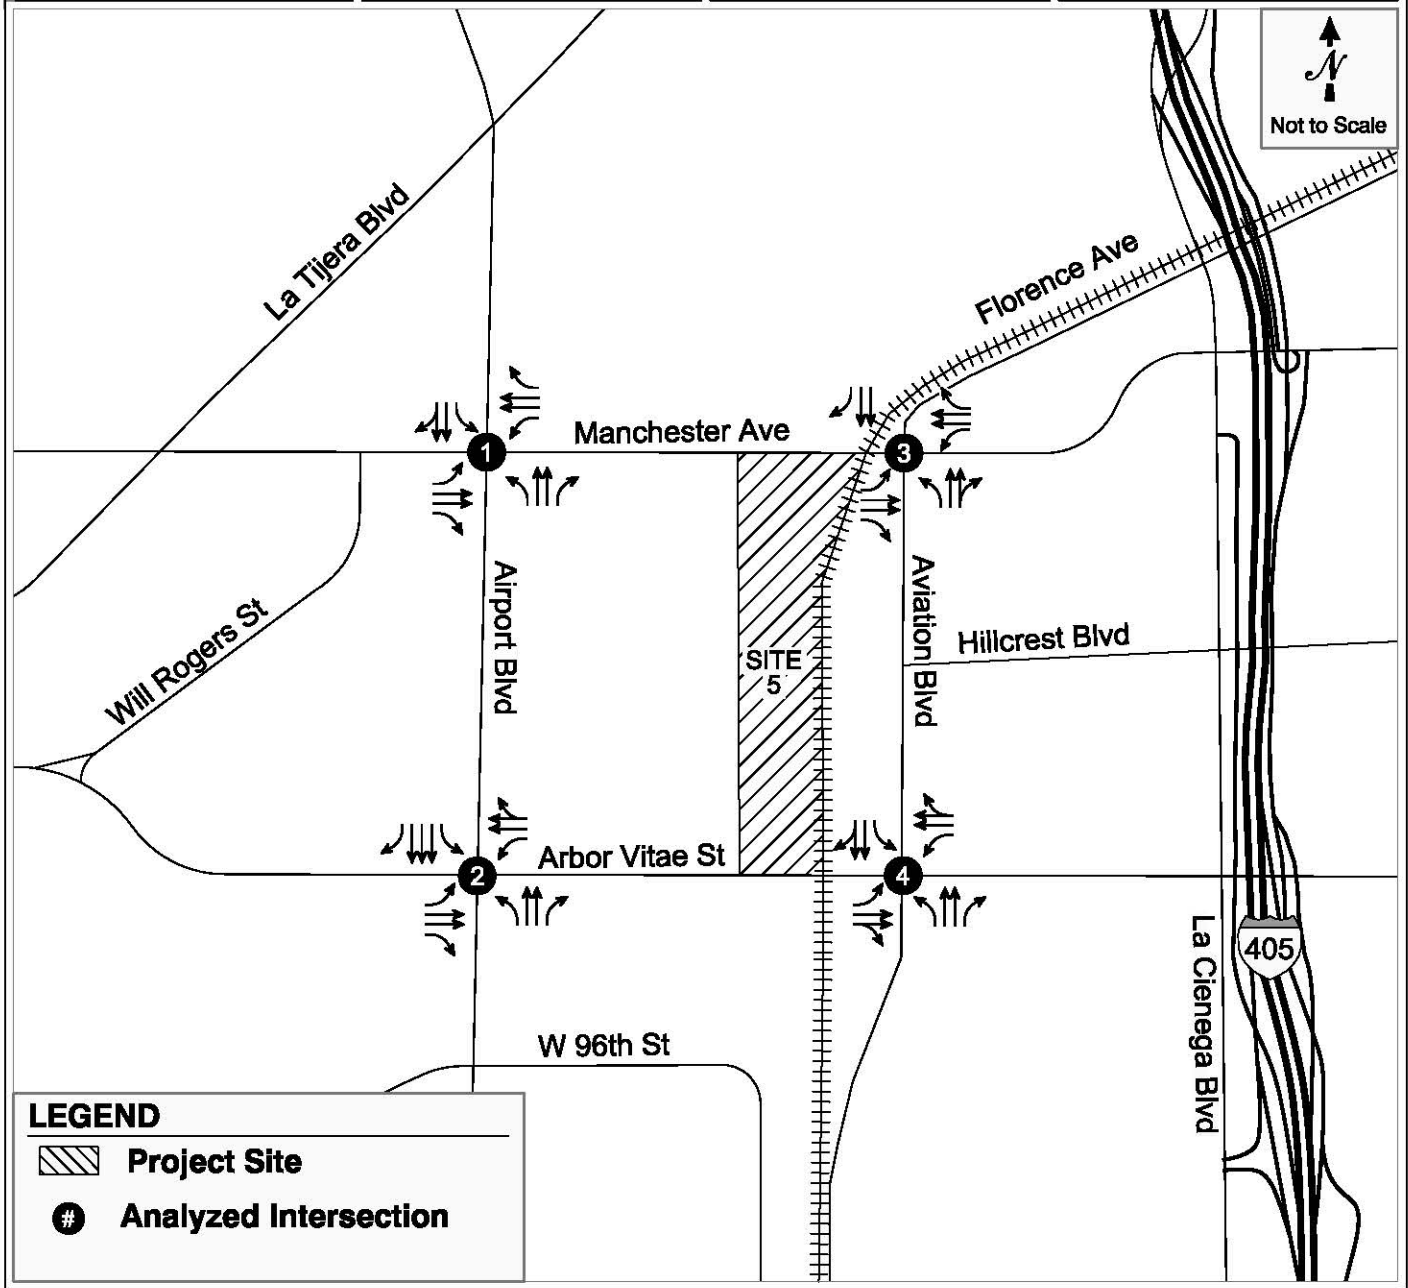 N
Not to Scale
La Tijera Blvd
Florence Ave
Manchester Ave
1
3
Airport Blvd
Aviation Blvd
Hillcrest Blvd
Will Rogers St
SITE
5
Arbor Vitae St
2
4
La Cienega Blvd
405
W 96th St
LEGEND
Project Site
# Analyzed Intersection